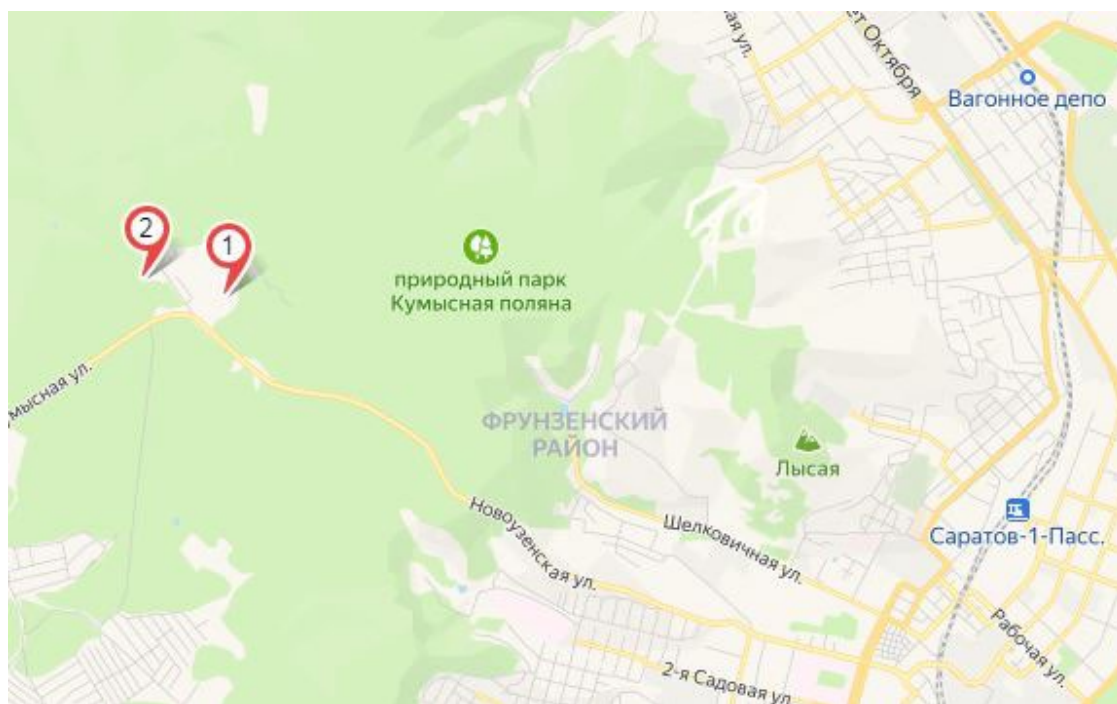 ная ул.
ет Октября
Вагонное депо
2
1
природный парк
Кумысная поляна
мысная ул.
ФРУНЗЕНСКИЙ
РАЙОН
Лысая
Новоузенская ул.
Шелковичная ул.
Саратов-1-Пасс.
Рабочая ул.
2-я Садовая ул.